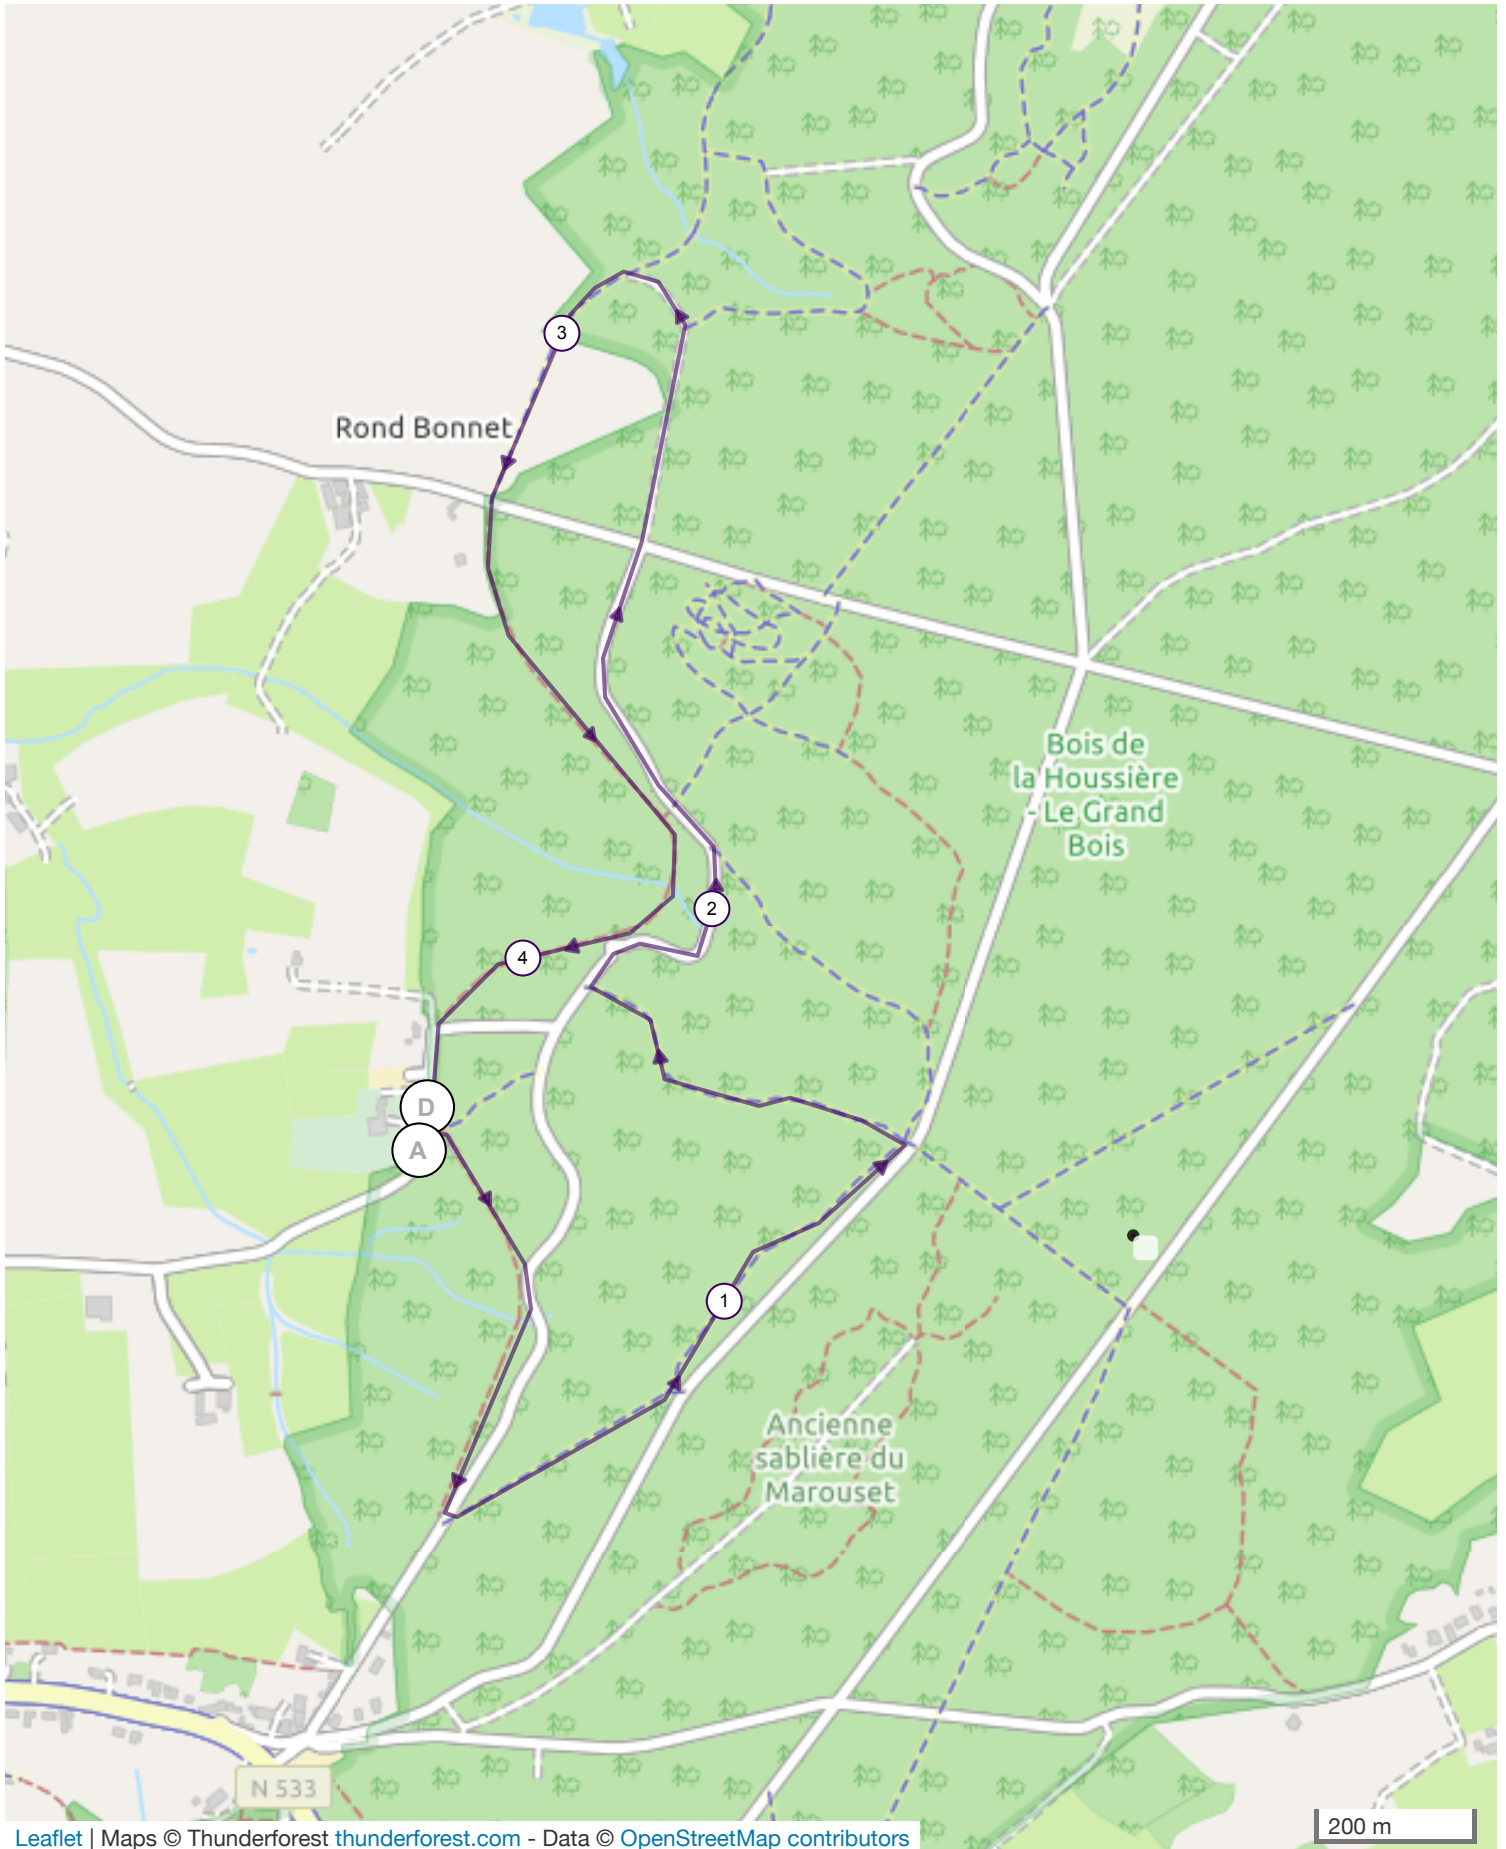 3
Rond Bonnet
Bois de
la Houssière
- Le Grand
Bois
2
4
D
A
1
Ancienne
sablière du
Marouset
N 533
200 m
Leaflet | Maps © Thunderforest thunderforest.com - Data © OpenStreetMap contributors